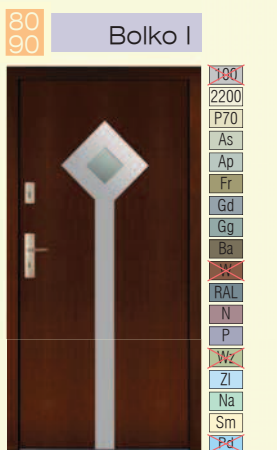 80
90
Bolko I
100
2200
P70
As
Ap
Fr
Gd
Gg
Ba
W
RAL
N
P
Wz
Zl
Na
Sm
Pd